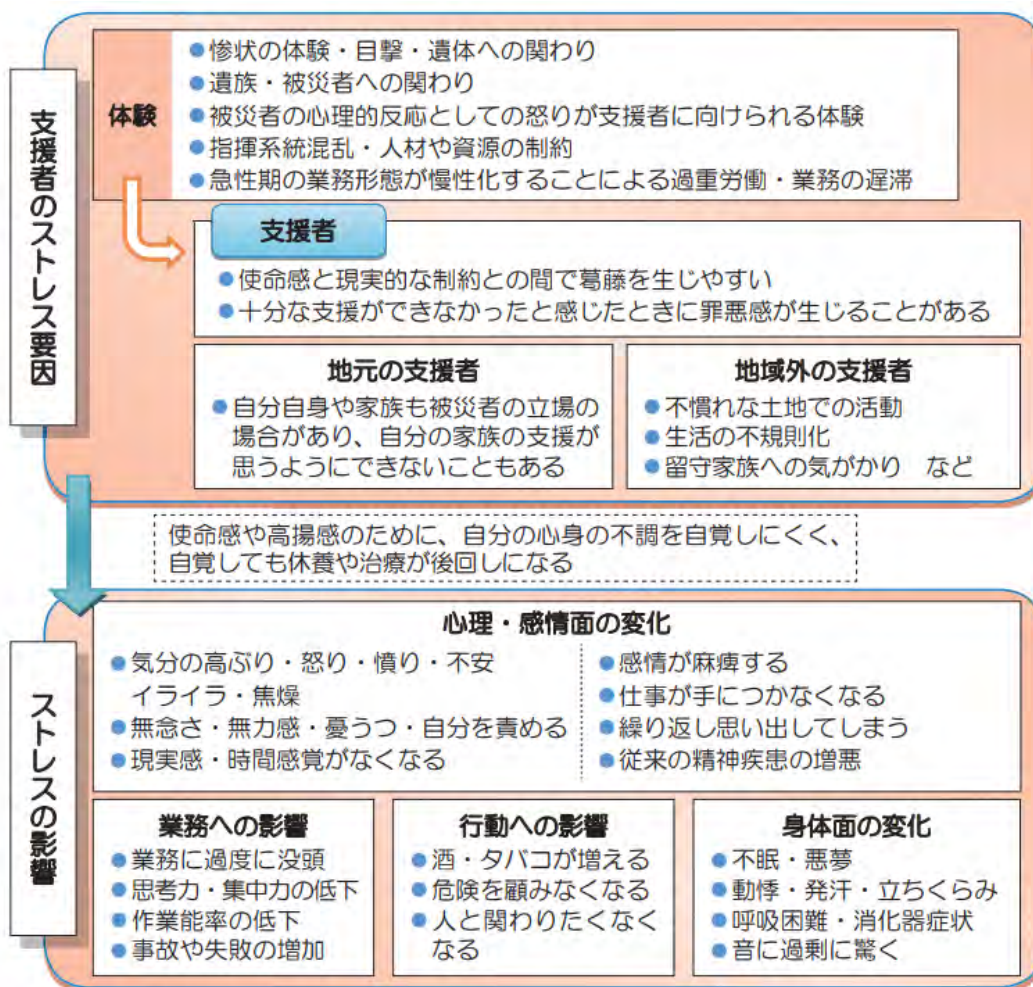 支援者のストレス要因
体験
●惨状の体験・目撃・遺体への関わり
●遺族・被災者への関わり
●被災者の心理的反応としての怒りが支援者に向けられる体験
●指揮系統混乱・人材や資源の制約
●急性期の業務形態が慢性化することによる過重労働・業務の遅滞
支援者
●使命感と現実的な制約との間で葛藤を生じやすい
●十分な支援ができなかったと感じたときに罪悪感が生じることがある
地元の支援者
●自分自身や家族も被災者の立場の
場合があり、自分の家族の支援が
思うようにできないこともある
地域外の支援者
●不慣れな土地での活動
●生活の不規則化
●留守家族への気がかり　など
使命感や高揚感のために、自分の心身の不調を自覚しにくく、
自覚しても休養や治療が後回しになる
ストレスの影響
心理・感情面の変化
●気分の高ぶり・怒り・憤り・不安
イライラ・焦燥
●無念さ・無力感・憂うつ・自分を責める
●現実感・時間感覚がなくなる
●感情が麻痺する
●仕事が手につかなくなる
●繰り返し思い出してしまう
●従来の精神疾患の増悪
業務への影響
●業務に過度に没頭
●思考力・集中力の低下
●作業能率の低下
●事故や失敗の増加
行動への影響
●酒・タバコが増える
●危険を顧みなくなる
●人と関わりたくなく
なる
身体面の変化
●不眠・悪夢
●動悸・発汗・立ちくらみ
●呼吸困難・消化器症状
●音に過剰に驚く